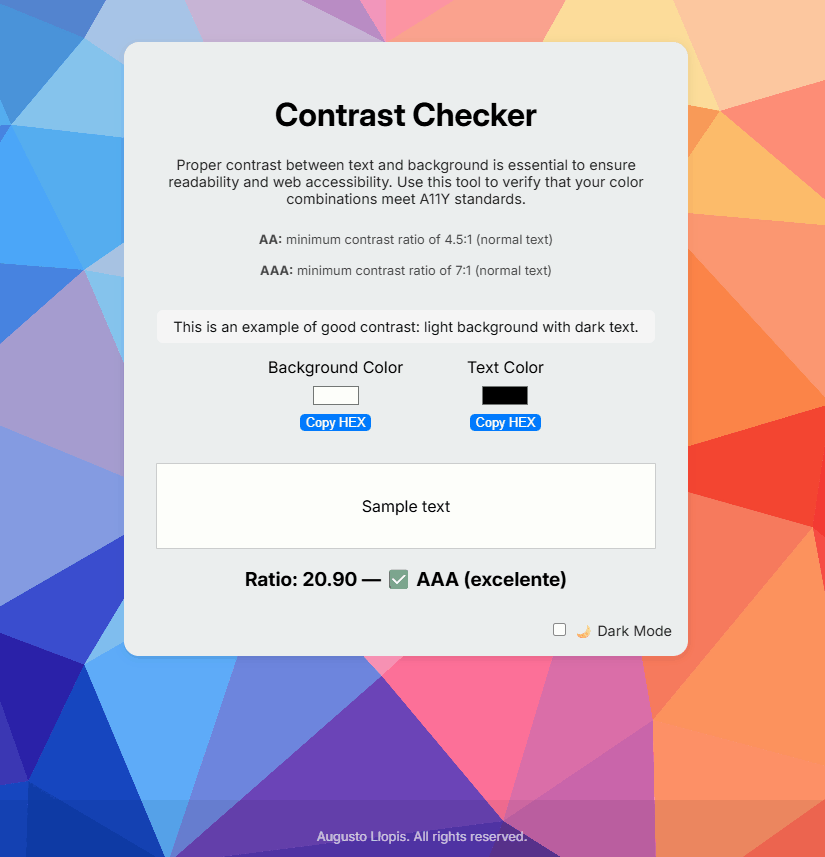 Contrast Checker
Proper contrast between text and background is essential to ensure
readability and web accessibility. Use this tool to verify that your color
combinations meet A11Y standards.
AA: minimum contrast ratio of 4.5:1 (normal text)
AAA: minimum contrast ratio of 7:1 (normal text)
This is an example of good contrast: light background with dark text.
Background Color Text Color
Copy HEX Copy HEX
Sample text
Ratio: 20.90 — ✅ AAA (excelente)
🌙 Dark Mode
Augusto Llopis. All rights reserved.